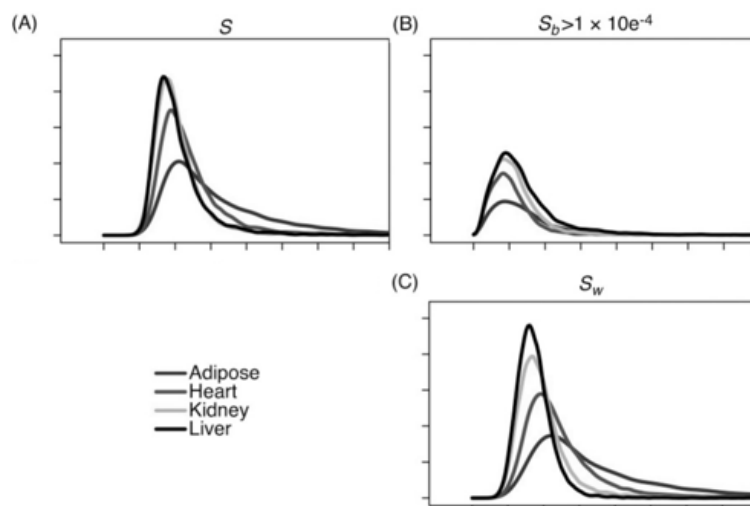 (A)
S
(B)
S_b>1 × 10e⁻⁴
(C)
S_w
Adipose
Heart
Kidney
Liver